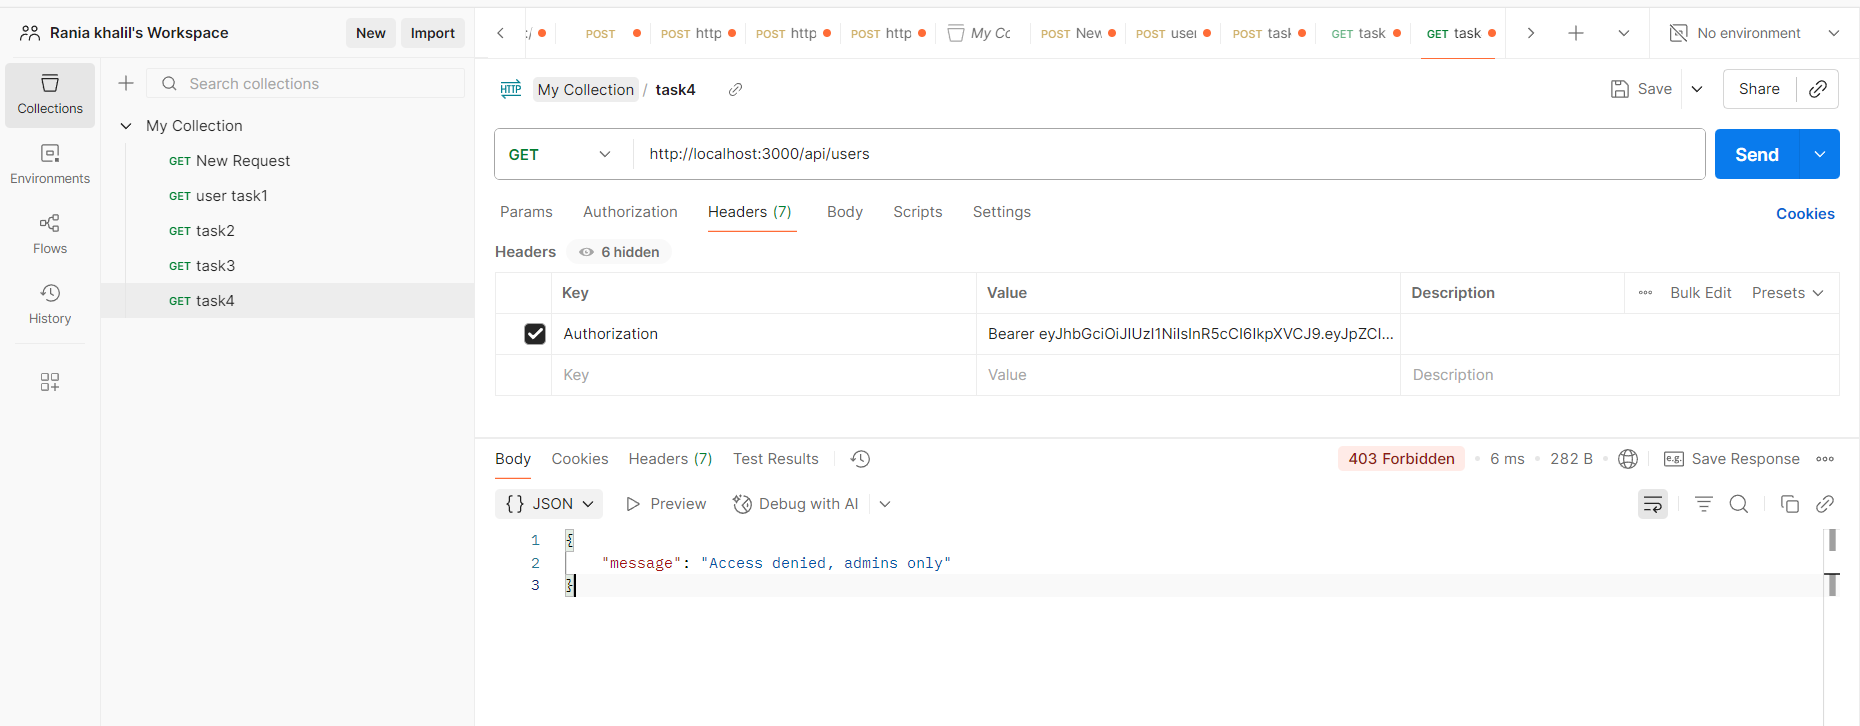 Rania khalil's Workspace
New
Import
POST
POST http
POST http
POST http
My Cc
POST New
POST user
POST task
GET task
GET task
No environment
Collections
Environments
Flows
History
Search collections
My Collection
GET New Request
GET user task1
GET task2
GET task3
GET task4
HTTP My Collection / task4
Save
Share
GET
http://localhost:3000/api/users
Send
Params Authorization Headers (7) Body Scripts Settings
Cookies
Headers 6 hidden
Key Value Description Bulk Edit Presets
Authorization Bearer eyJhbGciOiJIUzI1NiIsInR5cCI6IkpXVCJ9.eyJpZCI...
Key Value Description
Body Cookies Headers (7) Test Results
403 Forbidden 6 ms 282 B e.g. Save Response
{} JSON Preview Debug with AI
1 {
2 "message": "Access denied, admins only"
3 }